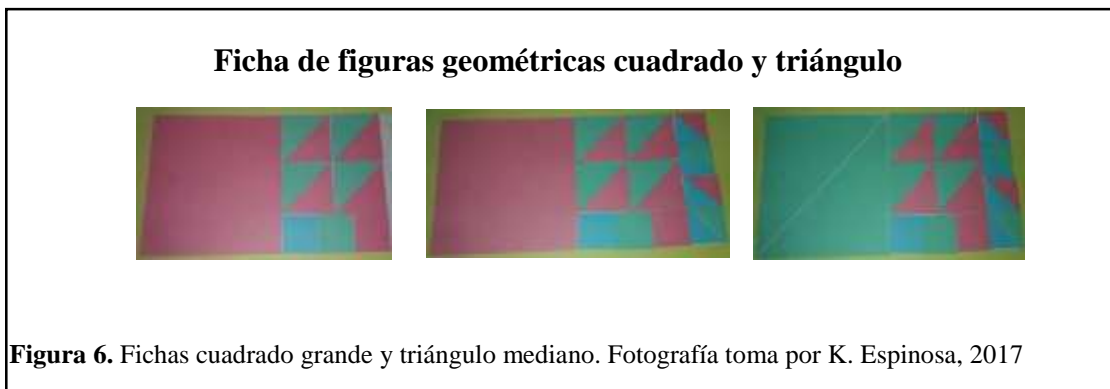 Ficha de figuras geométricas cuadrado y triángulo
Figura 6. Fichas cuadrado grande y triángulo mediano. Fotografía toma por K. Espinosa, 2017